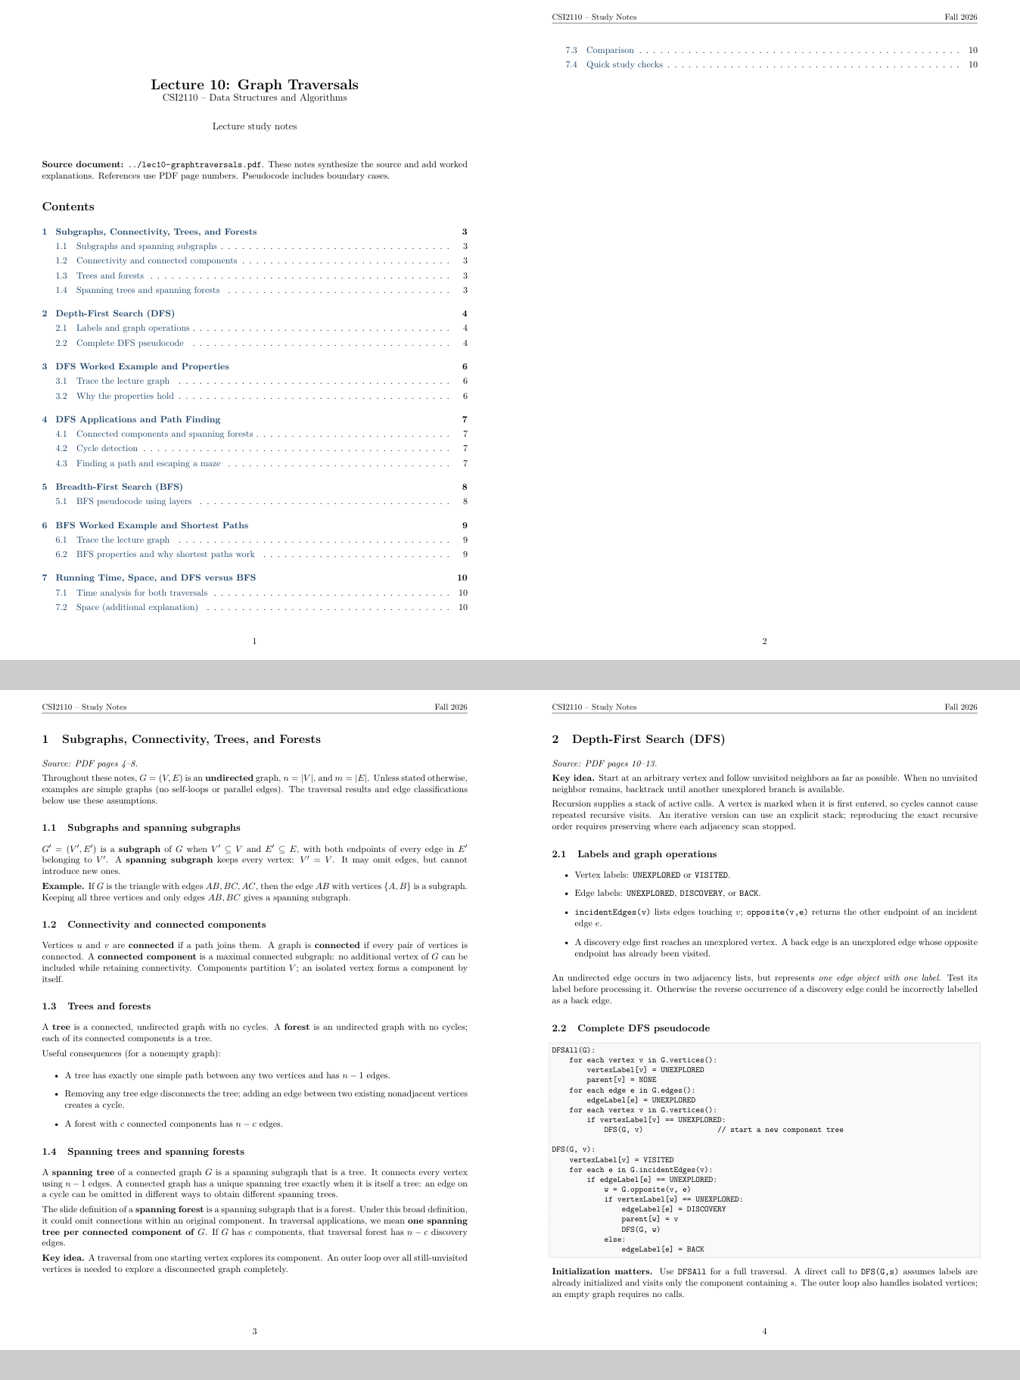 Lecture 10: Graph Traversals
CSI2110 – Data Structures and Algorithms
Lecture study notes
Source document: ../lec10-graphtraversals.pdf. These notes synthesize the source and add worked
explanations. References use PDF page numbers. Pseudocode includes boundary cases.
Contents
1 Subgraphs, Connectivity, Trees, and Forests 3
1.1 Subgraphs and spanning subgraphs . . . . . . . . . . . . . . . . . . . . . . . . . . . . . . . . . 3
1.2 Connectivity and connected components . . . . . . . . . . . . . . . . . . . . . . . . . . . . . . 3
1.3 Trees and forests . . . . . . . . . . . . . . . . . . . . . . . . . . . . . . . . . . . . . . . . . . . 3
1.4 Spanning trees and spanning forests . . . . . . . . . . . . . . . . . . . . . . . . . . . . . . . . 3
2 Depth-First Search (DFS) 4
2.1 Labels and graph operations . . . . . . . . . . . . . . . . . . . . . . . . . . . . . . . . . . . . . 4
2.2 Complete DFS pseudocode . . . . . . . . . . . . . . . . . . . . . . . . . . . . . . . . . . . . . 4
3 DFS Worked Example and Properties 6
3.1 Trace the lecture graph . . . . . . . . . . . . . . . . . . . . . . . . . . . . . . . . . . . . . . . 6
3.2 Why the properties hold . . . . . . . . . . . . . . . . . . . . . . . . . . . . . . . . . . . . . . . 6
4 DFS Applications and Path Finding 7
4.1 Connected components and spanning forests . . . . . . . . . . . . . . . . . . . . . . . . . . . . 7
4.2 Cycle detection . . . . . . . . . . . . . . . . . . . . . . . . . . . . . . . . . . . . . . . . . . . . 7
4.3 Finding a path and escaping a maze . . . . . . . . . . . . . . . . . . . . . . . . . . . . . . . . 7
5 Breadth-First Search (BFS) 8
5.1 BFS pseudocode using layers . . . . . . . . . . . . . . . . . . . . . . . . . . . . . . . . . . . . 8
6 BFS Worked Example and Shortest Paths 9
6.1 Trace the lecture graph . . . . . . . . . . . . . . . . . . . . . . . . . . . . . . . . . . . . . . . 9
6.2 BFS properties and why shortest paths work . . . . . . . . . . . . . . . . . . . . . . . . . . . 9
7 Running Time, Space, and DFS versus BFS 10
7.1 Time analysis for both traversals . . . . . . . . . . . . . . . . . . . . . . . . . . . . . . . . . . 10
7.2 Space (additional explanation) . . . . . . . . . . . . . . . . . . . . . . . . . . . . . . . . . . . 10
1
CSI2110 – Study Notes Fall 2026
7.3 Comparison . . . . . . . . . . . . . . . . . . . . . . . . . . . . . . . . . . . . . . . . . . . . . . 10
7.4 Quick study checks . . . . . . . . . . . . . . . . . . . . . . . . . . . . . . . . . . . . . . . . . . 10
2
CSI2110 – Study Notes Fall 2026
1 Subgraphs, Connectivity, Trees, and Forests
Source: PDF pages 4–8.
Throughout these notes, G = (V, E) is an undirected graph, n = |V|, and m = |E|. Unless stated otherwise,
examples are simple graphs (no self-loops or parallel edges). The traversal results and edge classifications
below use these assumptions.
1.1 Subgraphs and spanning subgraphs
G′ = (V′, E′) is a subgraph of G when V′ ⊆ V and E′ ⊆ E, with both endpoints of every edge in E′
belonging to V′. A spanning subgraph keeps every vertex: V′ = V. It may omit edges, but cannot
introduce new ones.
Example. If G is the triangle with edges AB, BC, AC, then the edge AB with vertices {A, B} is a subgraph.
Keeping all three vertices and only edges AB, BC gives a spanning subgraph.
1.2 Connectivity and connected components
Vertices u and v are connected if a path joins them. A graph is connected if every pair of vertices is
connected. A connected component is a maximal connected subgraph: no additional vertex of G can be
included while retaining connectivity. Components partition V; an isolated vertex forms a component by
itself.
1.3 Trees and forests
A tree is a connected, undirected graph with no cycles. A forest is an undirected graph with no cycles;
each of its connected components is a tree.
Useful consequences (for a nonempty graph):
• A tree has exactly one simple path between any two vertices and has n − 1 edges.
• Removing any tree edge disconnects the tree; adding an edge between two existing nonadjacent vertices
creates a cycle.
• A forest with c connected components has n − c edges.
1.4 Spanning trees and spanning forests
A spanning tree of a connected graph G is a spanning subgraph that is a tree. It connects every vertex
using n − 1 edges. A connected graph has a unique spanning tree exactly when it is itself a tree: an edge on
a cycle can be omitted in different ways to obtain different spanning trees.
The slide definition of a spanning forest is a spanning subgraph that is a forest. Under this broad definition,
it could omit connections within an original component. In traversal applications, we mean one spanning
tree per connected component of G. If G has c components, that traversal forest has n − c discovery
edges.
Key idea. A traversal from one starting vertex explores its component. An outer loop over all still-unvisited
vertices is needed to explore a disconnected graph completely.
3
CSI2110 – Study Notes Fall 2026
2 Depth-First Search (DFS)
Source: PDF pages 10–13.
Key idea. Start at an arbitrary vertex and follow unvisited neighbors as far as possible. When no unvisited
neighbor remains, backtrack until another unexplored branch is available.
Recursion supplies a stack of active calls. A vertex is marked when it is first entered, so cycles cannot cause
repeated recursive visits. An iterative version can use an explicit stack; reproducing the exact recursive
order requires preserving where each adjacency scan stopped.
2.1 Labels and graph operations
• Vertex labels: UNEXPLORED or VISITED.
• Edge labels: UNEXPLORED, DISCOVERY, or BACK.
• incidentEdges(v) lists edges touching v; opposite(v,e) returns the other endpoint of an incident
edge e.
• A discovery edge first reaches an unexplored vertex. A back edge is an unexplored edge whose opposite
endpoint has already been visited.
An undirected edge occurs in two adjacency lists, but represents one edge object with one label. Test its
label before processing it. Otherwise the reverse occurrence of a discovery edge could be incorrectly labelled
as a back edge.
2.2 Complete DFS pseudocode
DFSAll(G):
for each vertex v in G.vertices():
vertexLabel[v] = UNEXPLORED
parent[v] = NONE
for each edge e in G.edges():
edgeLabel[e] = UNEXPLORED
for each vertex v in G.vertices():
if vertexLabel[v] == UNEXPLORED:
DFS(G, v) // start a new component tree
DFS(G, v):
vertexLabel[v] = VISITED
for each e in G.incidentEdges(v):
if edgeLabel[e] == UNEXPLORED:
w = G.opposite(v, e)
if vertexLabel[w] == UNEXPLORED:
edgeLabel[e] = DISCOVERY
parent[w] = v
DFS(G, w)
else:
edgeLabel[e] = BACK
Initialization matters. Use DFSAll for a full traversal. A direct call to DFS(G,s) assumes labels are
already initialized and visits only the component containing s. The outer loop also handles isolated vertices;
an empty graph requires no calls.
4